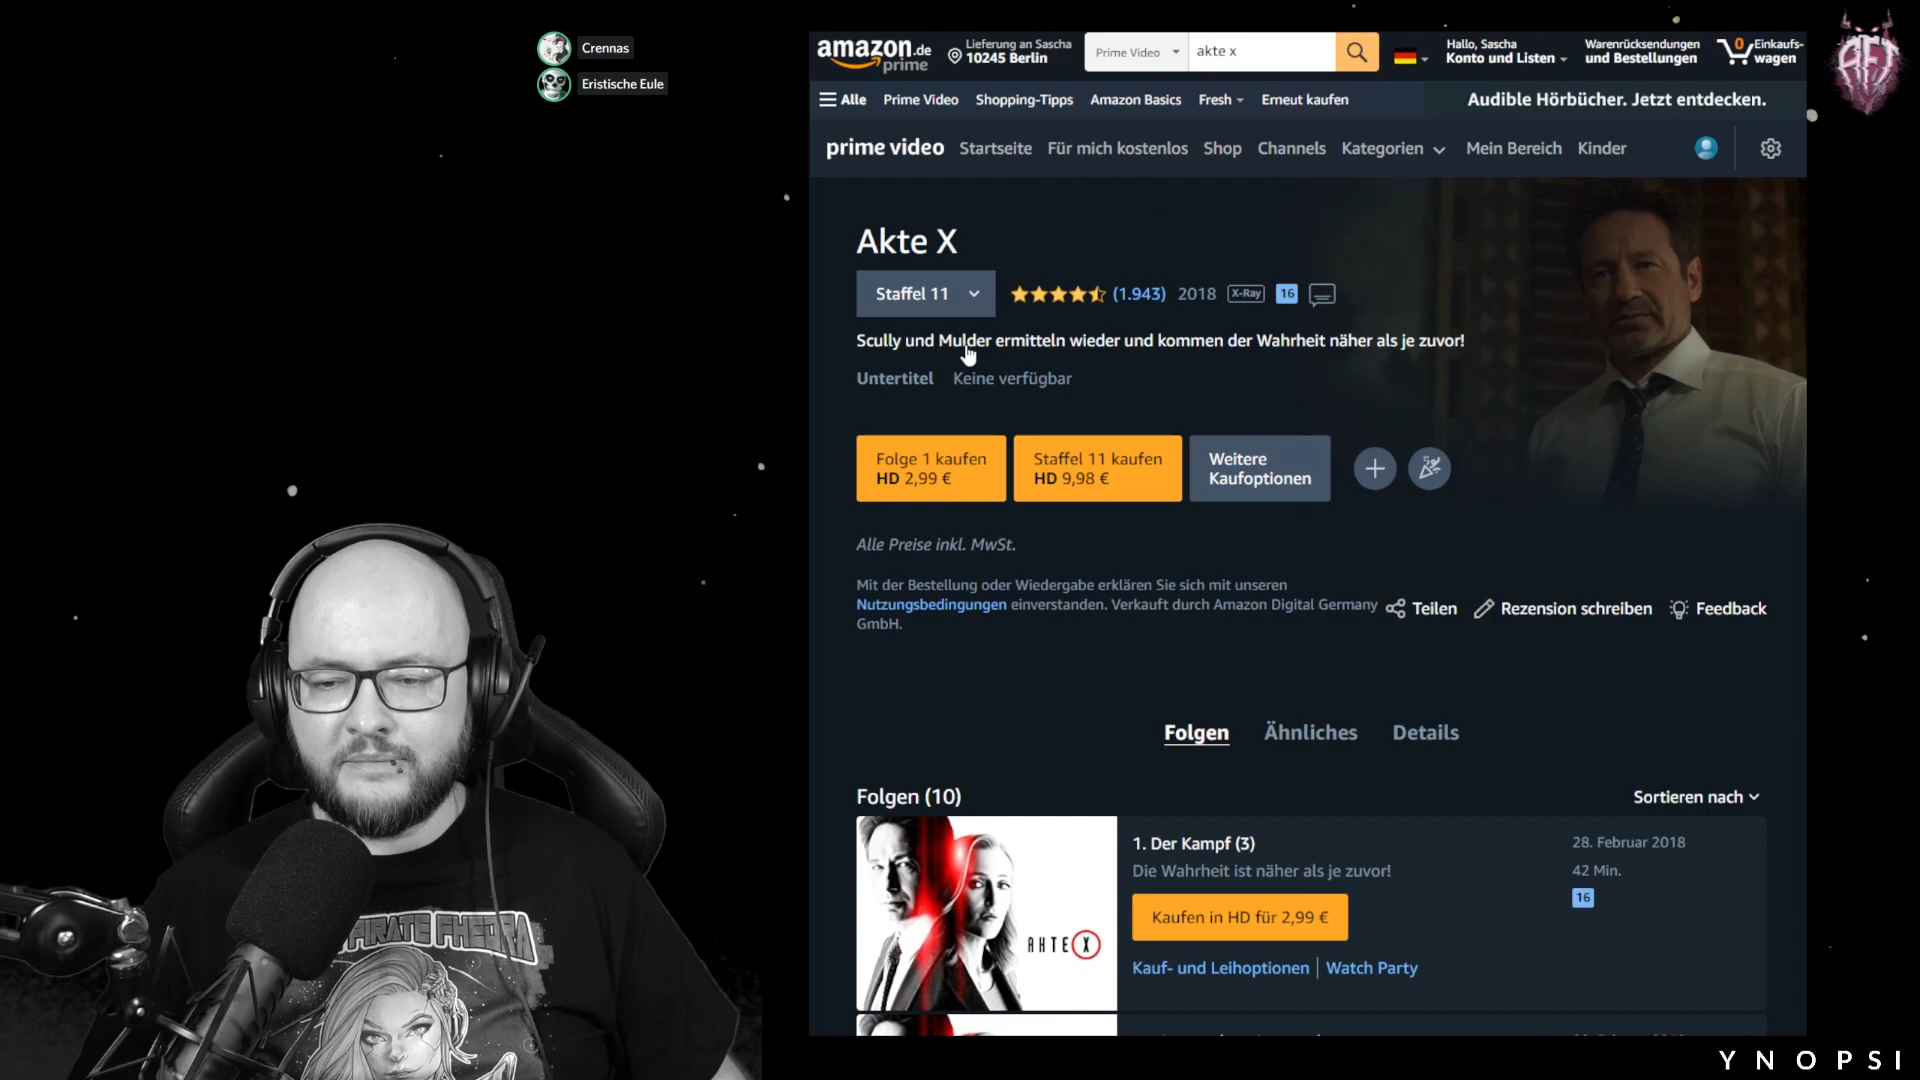 Crennas
Eristische Eule
amazon.de
prime
Lieferung an Sascha
10245 Berlin
Prime Video
akte x
Hallo, Sascha
Konto und Listen
Warenrücksendungen
und Bestellungen
0
Einkaufs-
wagen
Alle
Prime Video
Shopping-Tipps
Amazon Basics
Fresh
Erneut kaufen
Audible Hörbücher. Jetzt entdecken.
prime video
Startseite
Für mich kostenlos
Shop
Channels
Kategorien
Mein Bereich
Kinder
Akte X
Staffel 11
(1.943)
2018
X-Ray
16
Scully und Mulder ermitteln wieder und kommen der Wahrheit näher als je zuvor!
Untertitel Keine verfügbar
Folge 1 kaufen
HD 2,99 €
Staffel 11 kaufen
HD 9,98 €
Weitere
Kaufoptionen
Alle Preise inkl. MwSt.
Mit der Bestellung oder Wiedergabe erklären Sie sich mit unseren
Nutzungsbedingungen einverstanden. Verkauft durch Amazon Digital Germany
GmbH.
Teilen
Rezension schreiben
Feedback
Folgen
Ähnliches
Details
Folgen (10)
Sortieren nach
AKTE X
1. Der Kampf (3)
Die Wahrheit ist näher als je zuvor!
Kaufen in HD für 2,99 €
Kauf- und Leihoptionen
Watch Party
28. Februar 2018
42 Min.
16
PIRATE
YNOPSI